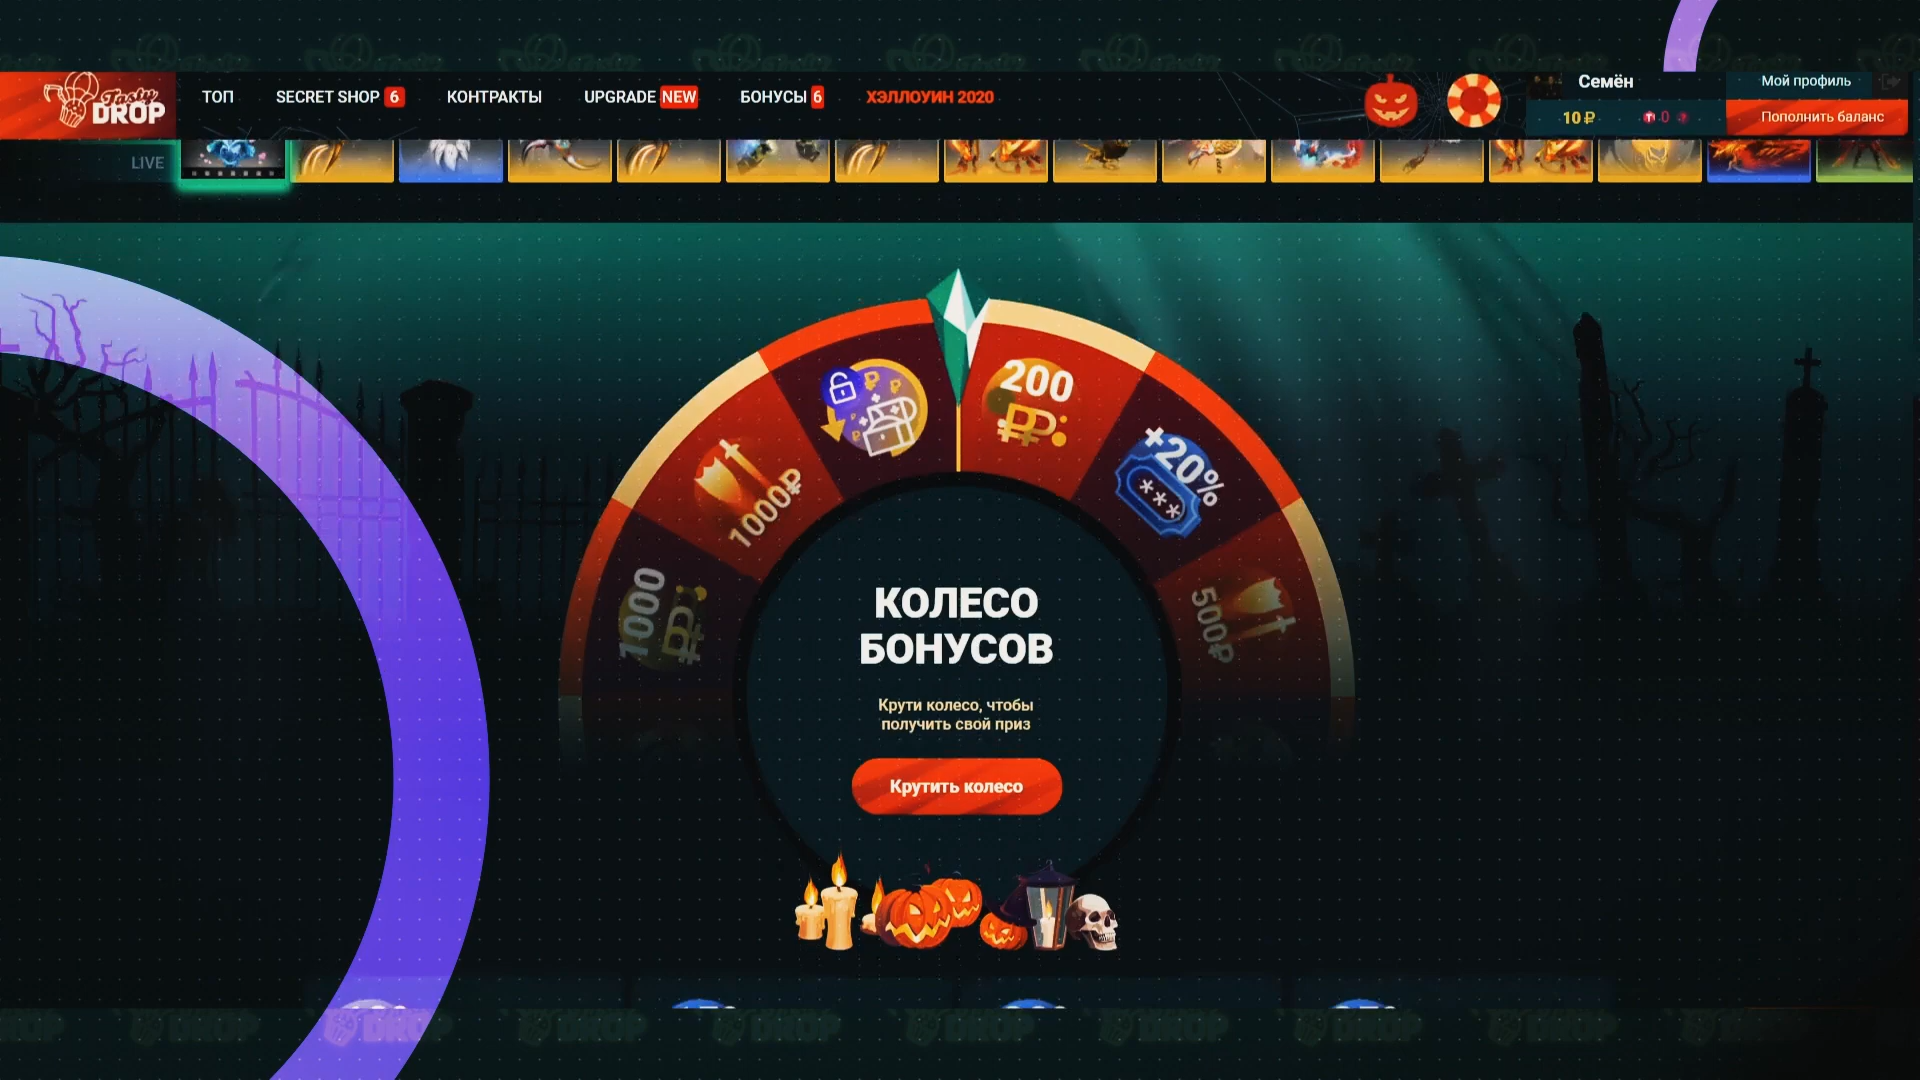 Tasty
DROP
ТОП
SECRET SHOP 6
КОНТРАКТЫ
UPGRADE NEW
БОНУСЫ 6
ХЭЛЛОУИН 2020
Семён
10 ₽
0
Мой профиль
Пополнить баланс
LIVE
1000
₽
1000₽
200
₽
+20%
***
500₽
КОЛЕСО
БОНУСОВ
Крути колесо, чтобы
получить свой приз
Крутить колесо